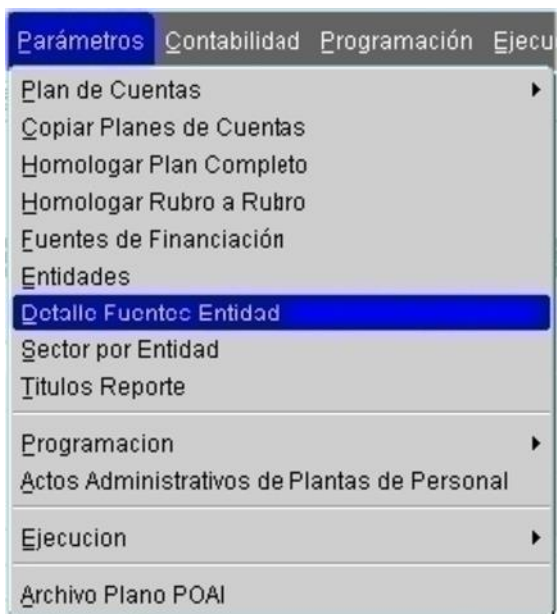 Parámetros Contabilidad Programación Ejecu
Plan de Cuentas
Copiar Planes de Cuentas
Homologar Plan Completo
Homologar Rubro a Rubro
Fuentes de Financiación
Entidades
Detalle Fuentes Entidad
Sector por Entidad
Titulos Reporte
Programacion
Actos Administrativos de Plantas de Personal
Ejecucion
Archivo Plano POAI